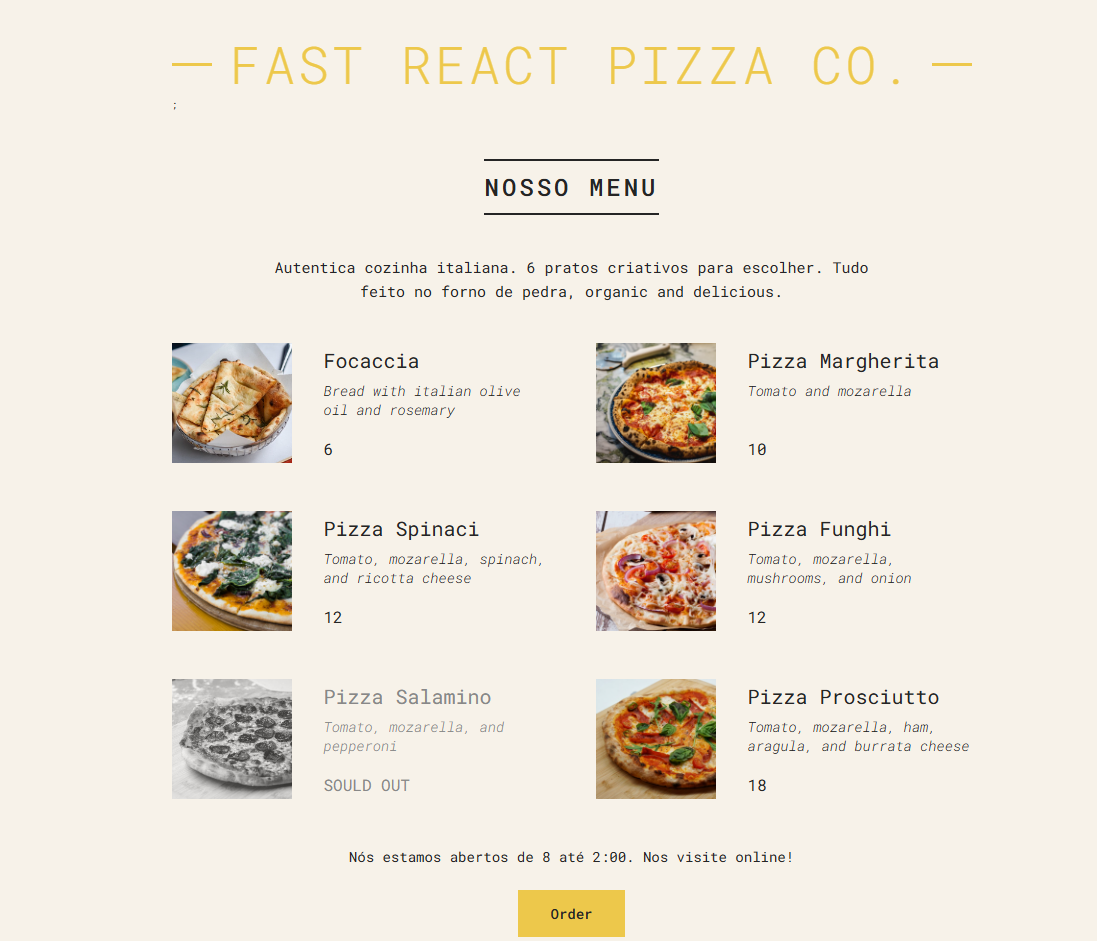 FAST REACT PIZZA CO.
;
NOSSO MENU
Autentica cozinha italiana. 6 pratos criativos para escolher. Tudo
feito no forno de pedra, organic and delicious.
Focaccia
Bread with italian olive
oil and rosemary
6
Pizza Margherita
Tomato and mozarella
10
Pizza Spinaci
Tomato, mozarella, spinach,
and ricotta cheese
12
Pizza Funghi
Tomato, mozarella,
mushrooms, and onion
12
Pizza Salamino
Tomato, mozarella, and
pepperoni
SOULD OUT
Pizza Prosciutto
Tomato, mozarella, ham,
aragula, and burrata cheese
18
Nós estamos abertos de 8 até 2:00. Nos visite online!
Order